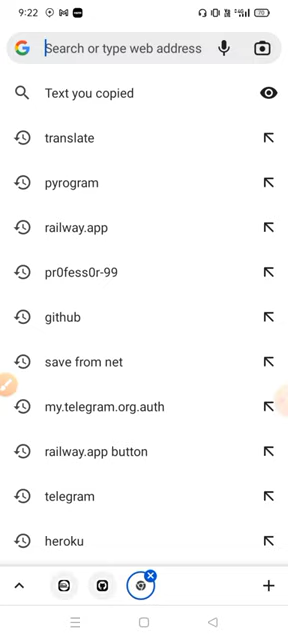 9:22
70
Search or type web address
Text you copied
translate
pyrogram
railway.app
pr0fess0r-99
github
save from net
my.telegram.org.auth
railway.app button
telegram
heroku